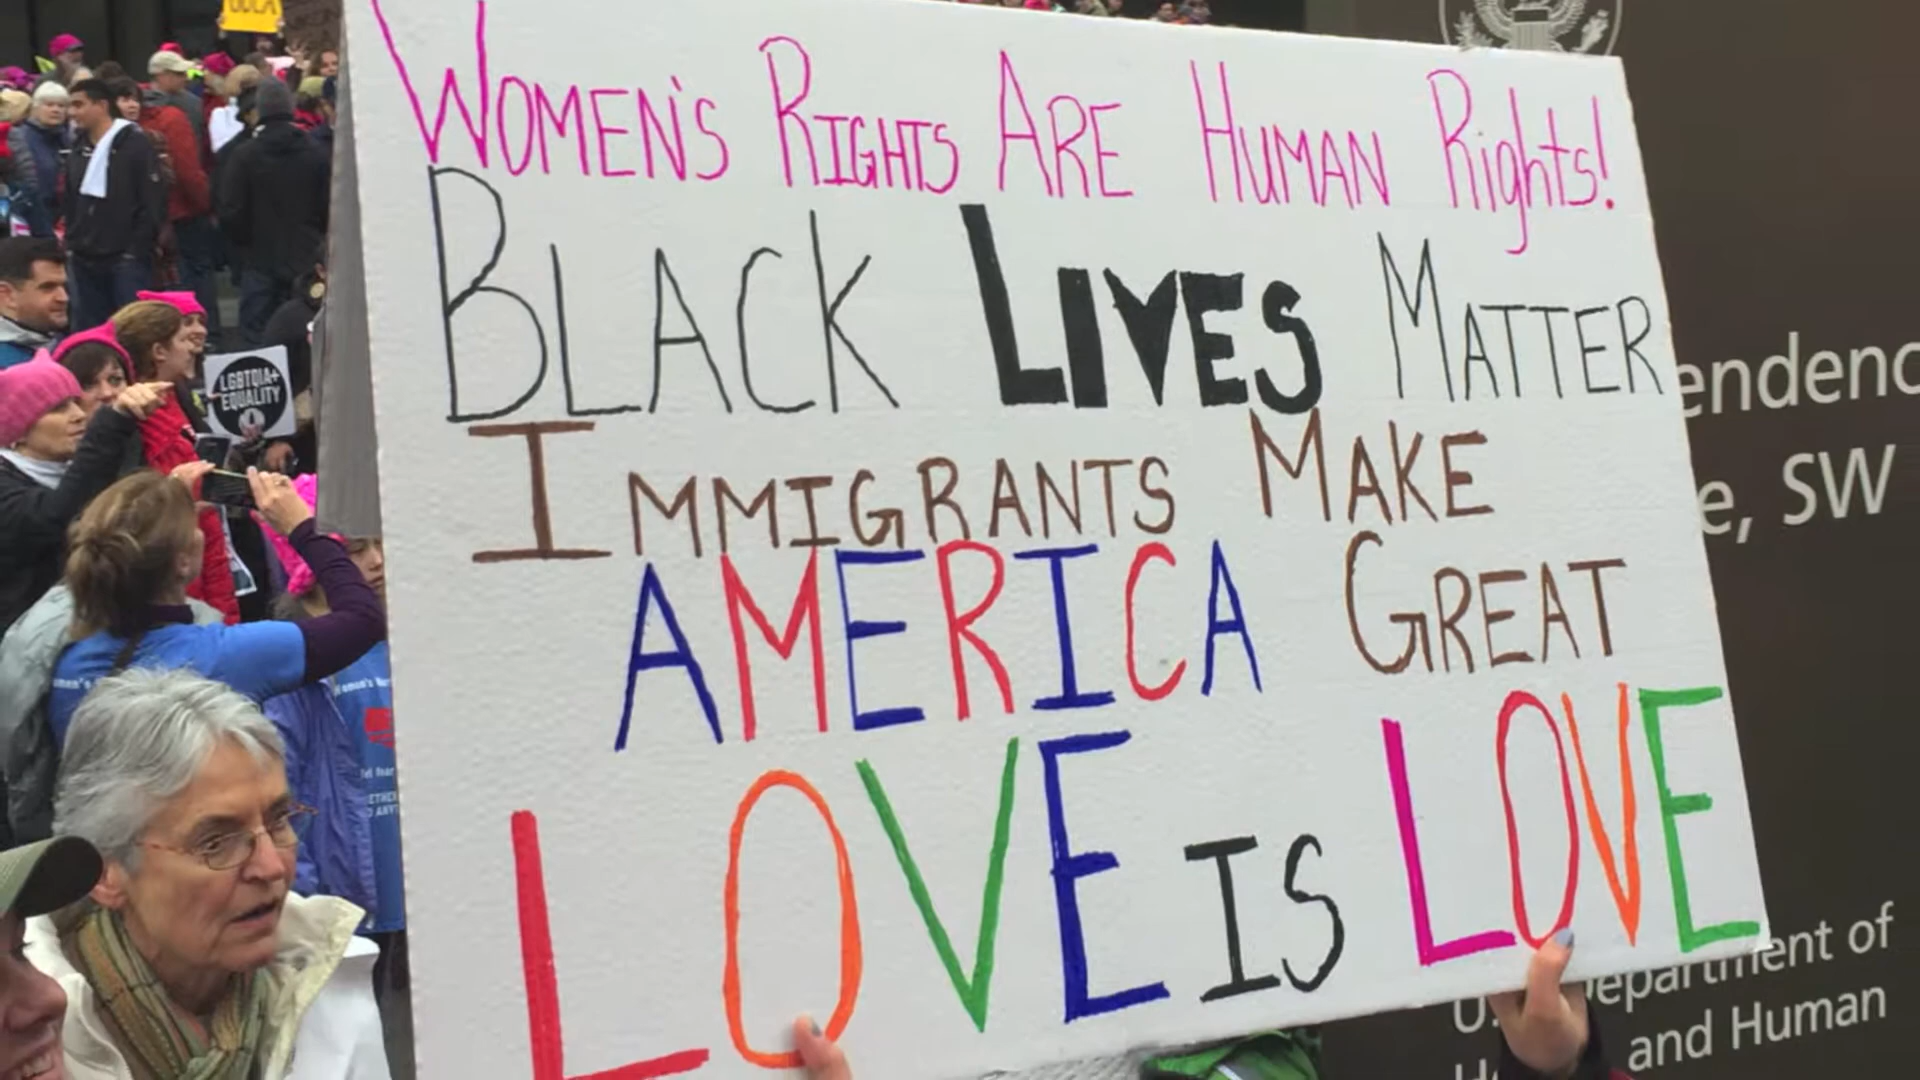 WOMEN'S RIGHTS ARE HUMAN Rights!
BLACK LIVES MATTER
IMMIGRANTS MAKE
AMERICA GREAT
LOVE IS LOVE
LGBTQIA+
EQUALITY
endenc
e, SW
U. epartment of
and Human